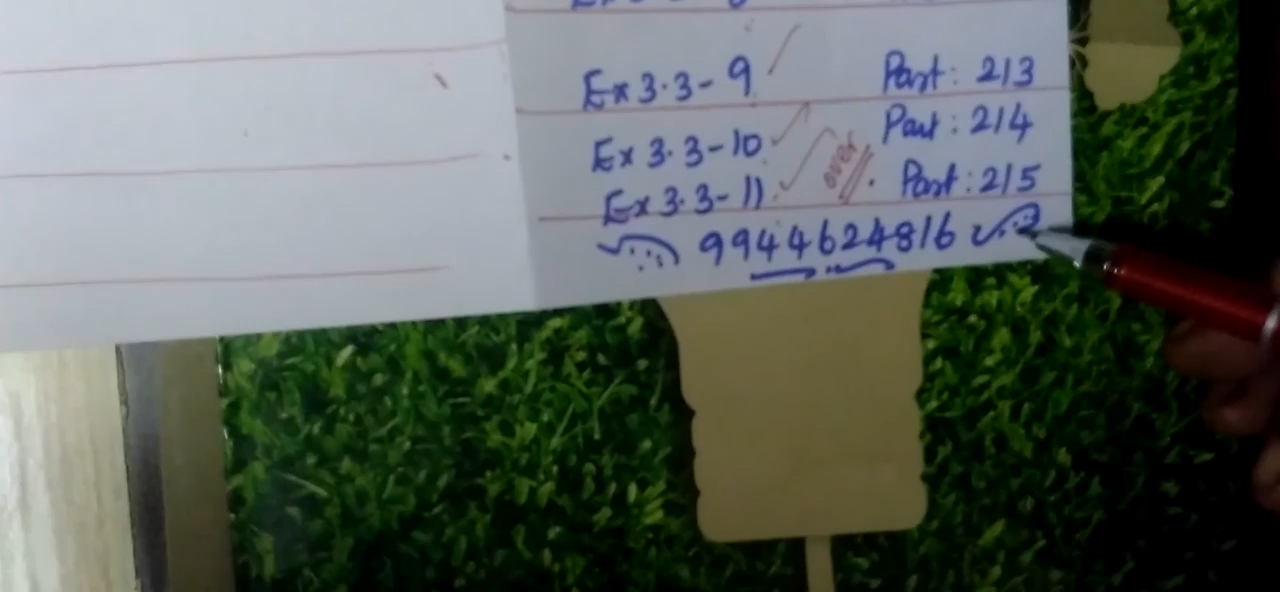 Ex 3.3-9 Part: 213
Ex 3.3-10 Part: 214
over
Ex 3.3-11 Part: 215
9944624816